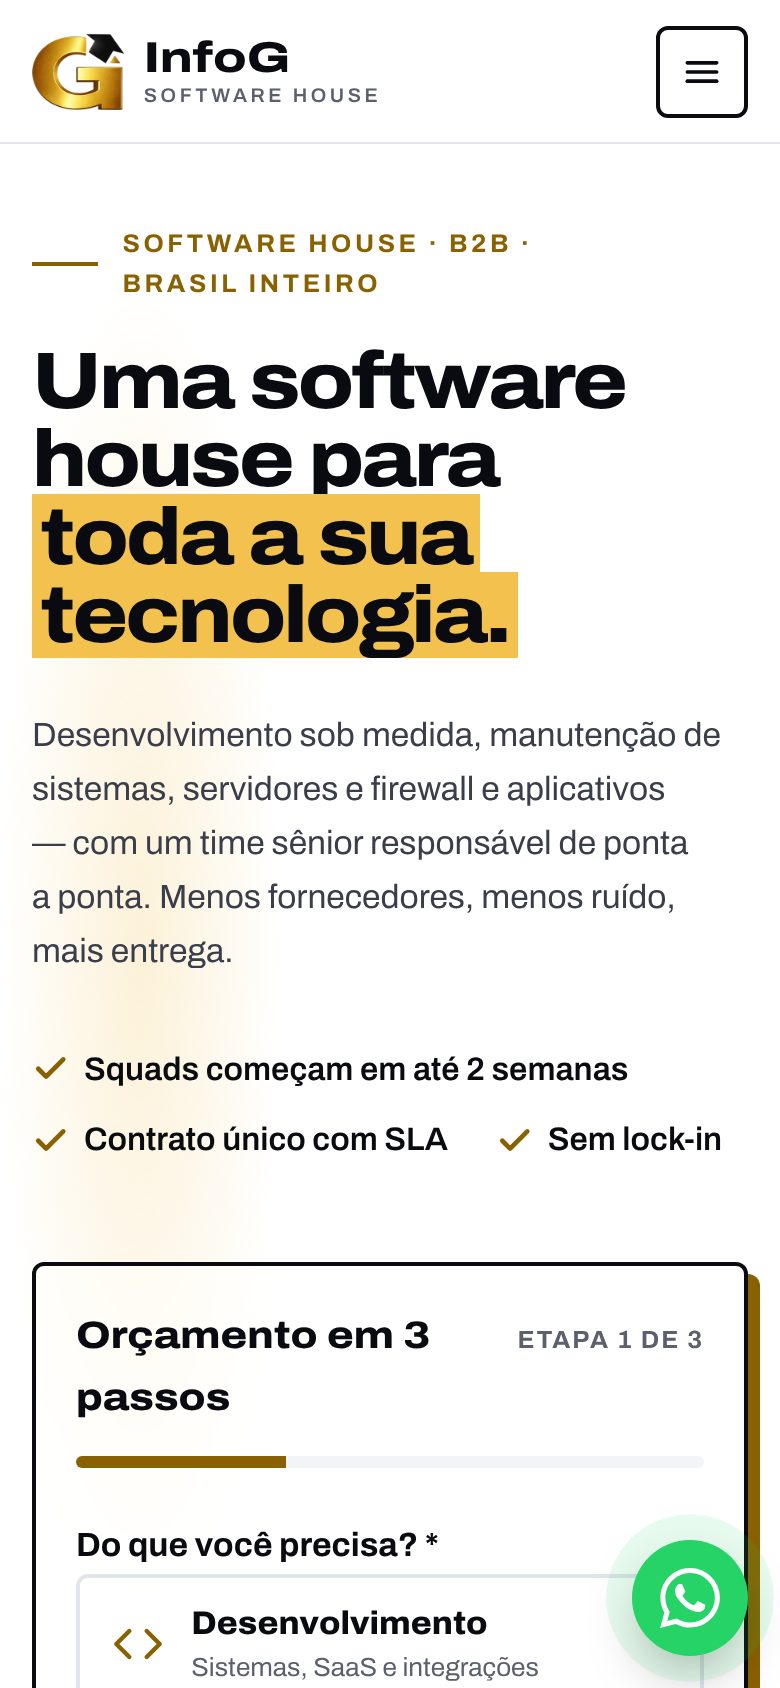 InfoG
SOFTWARE HOUSE
SOFTWARE HOUSE · B2B ·
BRASIL INTEIRO
Uma software
house para
toda a sua
tecnologia.
Desenvolvimento sob medida, manutenção de
sistemas, servidores e firewall e aplicativos
— com um time sênior responsável de ponta
a ponta. Menos fornecedores, menos ruído,
mais entrega.
Squads começam em até 2 semanas
Contrato único com SLA
Sem lock-in
Orçamento em 3
passos
ETAPA 1 DE 3
Do que você precisa? *
Desenvolvimento
Sistemas, SaaS e integrações